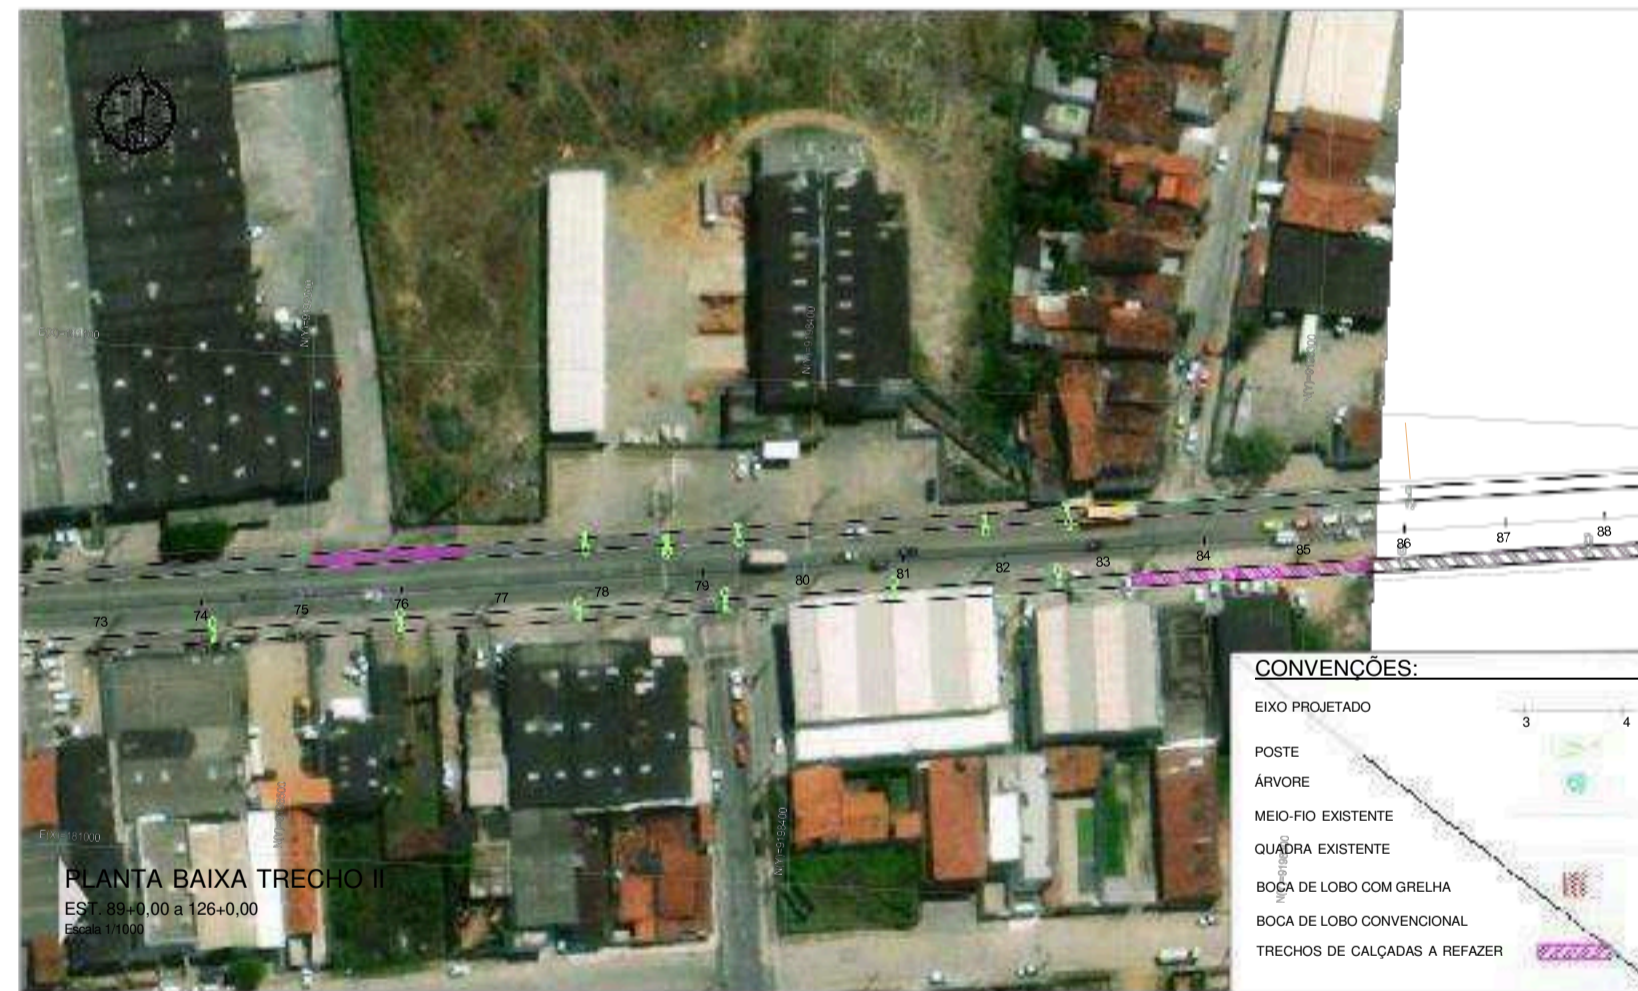 86
87
88
84
85
83
82
81
80
79
78
77
76
75
74
73
CONVENÇÕES:
EIXO PROJETADO
3 4
POSTE
ÁRVORE
MEIO-FIO EXISTENTE
QUADRA EXISTENTE
BOCA DE LOBO COM GRELHA
BOCA DE LOBO CONVENCIONAL
TRECHOS DE CALÇADAS A REFAZER
N(Y)=9198400
PLANTA BAIXA TRECHO II
EST. 89+0,00 a 126+0,00
Escala 1/1000